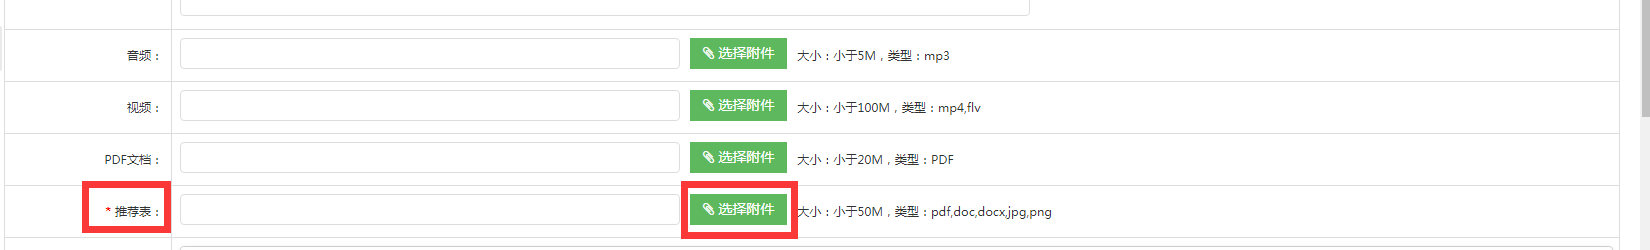 音频： 选择附件 大小：小于5M，类型：mp3
视频： 选择附件 大小：小于100M，类型：mp4,flv
PDF文档： 选择附件 大小：小于20M，类型：PDF
* 推荐表： 选择附件 大小：小于50M，类型：pdf,doc,docx,jpg,png